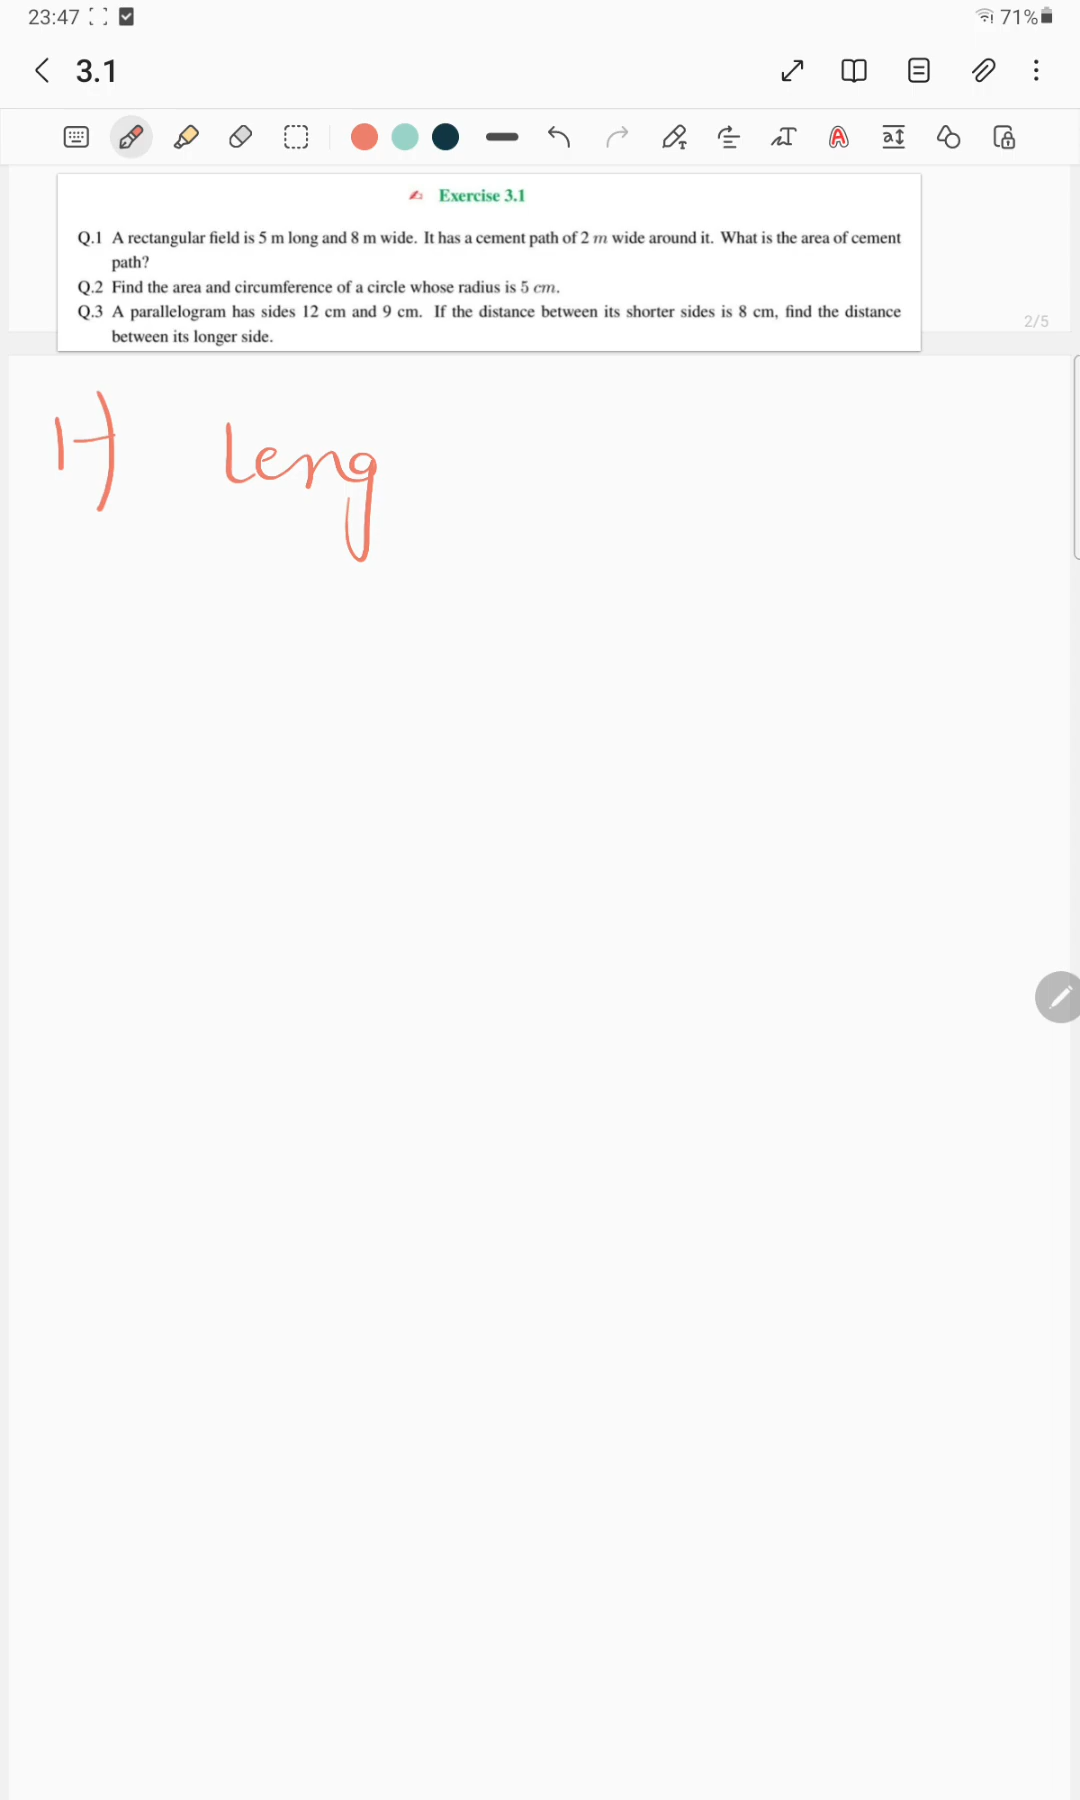 23:47 71%
3.1
Exercise 3.1
Q.1 A rectangular field is 5 m long and 8 m wide. It has a cement path of 2 m wide around it. What is the area of cement
path?
Q.2 Find the area and circumference of a circle whose radius is 5 cm.
Q.3 A parallelogram has sides 12 cm and 9 cm. If the distance between its shorter sides is 8 cm, find the distance
between its longer side.
2/5
1-) Leng